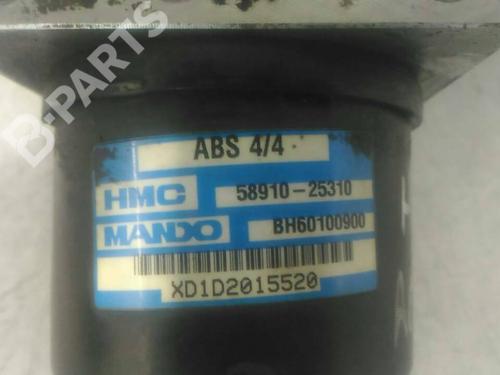 B-PARTS
ABS 4/4
HMC 58910-25310
MANDO BH60100900
XD1D2015520